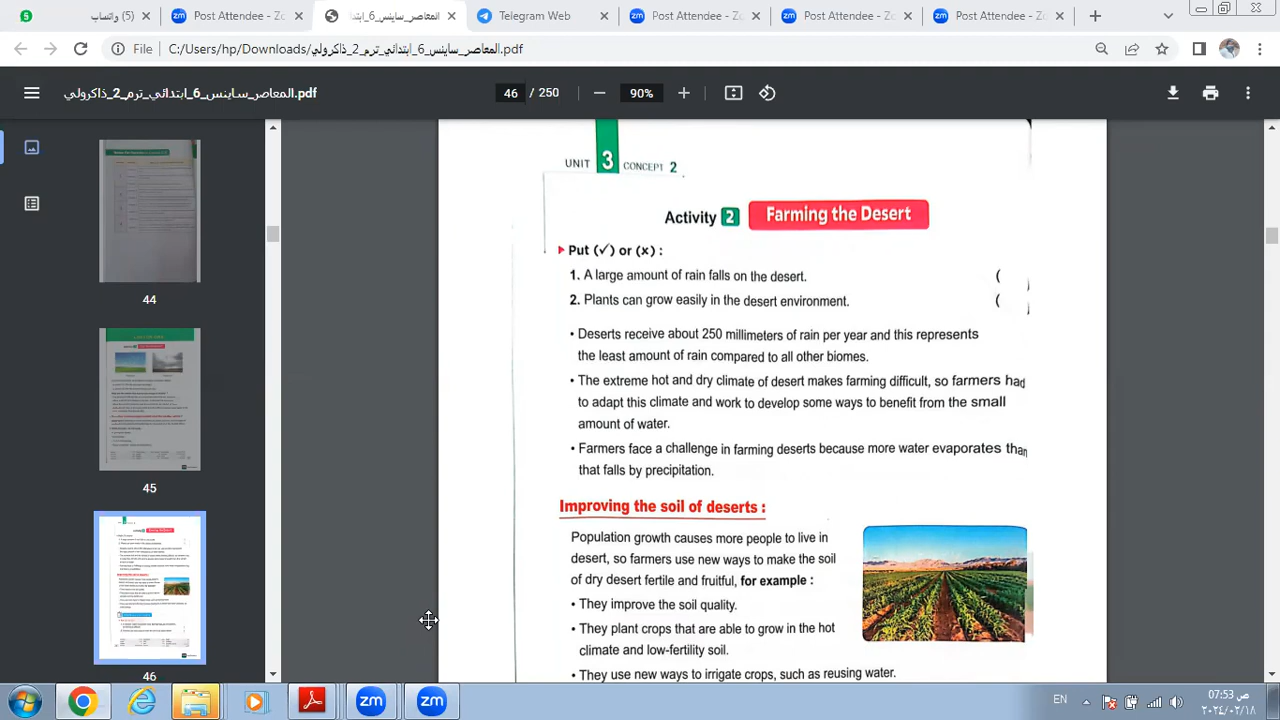 (5) واتساب
Post Attendee - Zo
المعاصر_ساينس_6_ابتدا
Telegram Web
Post Attendee - Zo
Post Attendee - Zo
Post Attendee - Zo
File
C:/Users/hp/Downloads/المعاصر_ساينس_6_ابتدائي_ترم_2_ذاكرولي.pdf
المعاصر_ساينس_6_ابتدائي_ترم_2_ذاكرولي.pdf
46 / 250
90%
44
45
46
UNIT 3 CONCEPT 2
Activity 2 Farming the Desert
Put (✓) or (x) :
1. A large amount of rain falls on the desert. (
2. Plants can grow easily in the desert environment. (
• Deserts receive about 250 millimeters of rain per year and this represents
the least amount of rain compared to all other biomes.
• The extreme hot and dry climate of desert makes farming difficult, so farmers had
to adapt this climate and work to develop some ways to benefit from the small
amount of water.
• Farmers face a challenge in farming deserts because more water evaporates than
that falls by precipitation.
Improving the soil of deserts :
Population growth causes more people to live in
desert, so farmers use new ways to make the soil
of dry desert fertile and fruitful, for example :
• They improve the soil quality.
• They plant crops that are able to grow in the hot
climate and low-fertility soil.
• They use new ways to irrigate crops, such as reusing water.
EN
07:53 ص
٢٠٢٤/٠٢/١٨